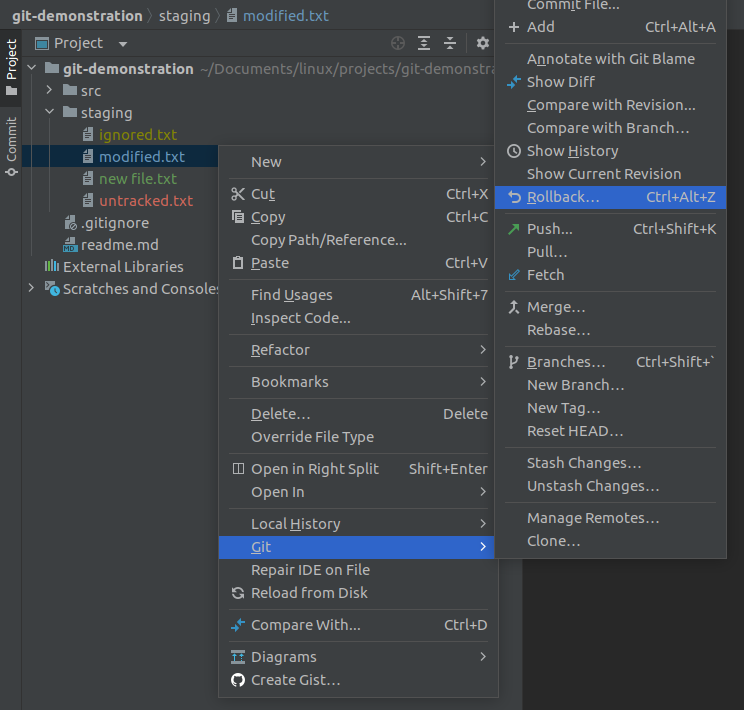 git-demonstration staging modified.txt
Project
Project
Commit
git-demonstration ~/Documents/linux/projects/git-demonstra
src
staging
ignored.txt
modified.txt
new file.txt
untracked.txt
.gitignore
readme.md
External Libraries
Scratches and Consoles
New
Cut Ctrl+X
Copy Ctrl+C
Copy Path/Reference...
Paste Ctrl+V
Find Usages Alt+Shift+7
Inspect Code...
Refactor
Bookmarks
Delete... Delete
Override File Type
Open in Right Split Shift+Enter
Open In
Local History
Git
Repair IDE on File
Reload from Disk
Compare With... Ctrl+D
Diagrams
Create Gist...
Commit File...
Add Ctrl+Alt+A
Annotate with Git Blame
Show Diff
Compare with Revision...
Compare with Branch...
Show History
Show Current Revision
Rollback... Ctrl+Alt+Z
Push... Ctrl+Shift+K
Pull...
Fetch
Merge...
Rebase...
Branches... Ctrl+Shift+`
New Branch...
New Tag...
Reset HEAD...
Stash Changes...
Unstash Changes...
Manage Remotes...
Clone...